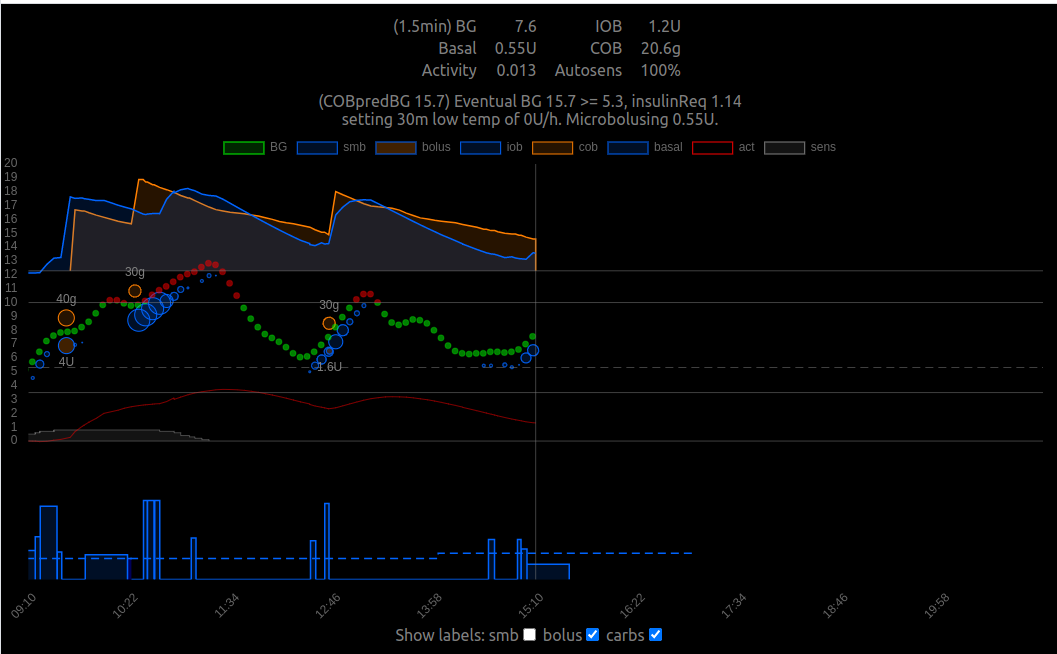 (1.5min) BG 7.6 IOB 1.2U
Basal 0.55U COB 20.6g
Activity 0.013 Autosens 100%
(COBpredBG 15.7) Eventual BG 15.7 >= 5.3, insulinReq 1.14
setting 30m low temp of 0U/h. Microbolusing 0.55U.
BG smb bolus iob cob basal act sens
20
19
18
17
16
15
14
13
12
11
10
9
8
7
6
5
4
3
2
1
0
30g
40g
4U
30g
1.6U
09:10 10:22 11:34 12:46 13:58 15:10 16:22 17:34 18:46 19:58
Show labels: smb bolus carbs